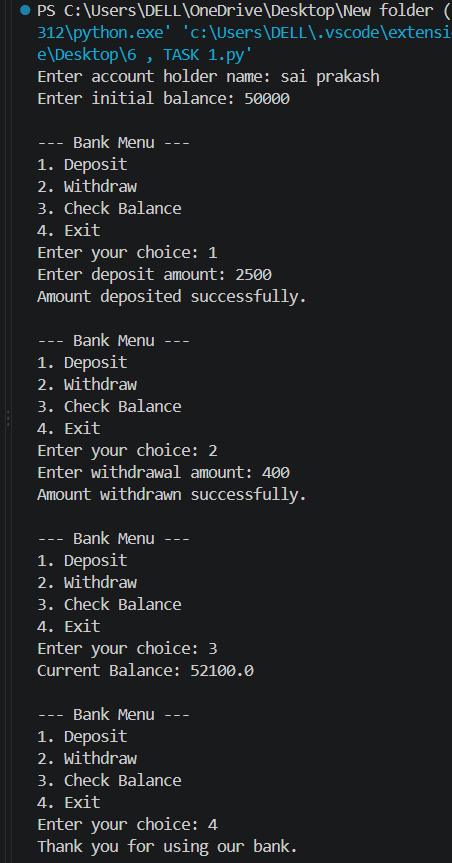 PS C:\Users\DELL\OneDrive\Desktop\New folder (
312\python.exe' 'c:\Users\DELL\.vscode\extensi
e\Desktop\6 , TASK 1.py'
Enter account holder name: sai prakash
Enter initial balance: 50000

--- Bank Menu ---
1. Deposit
2. Withdraw
3. Check Balance
4. Exit
Enter your choice: 1
Enter deposit amount: 2500
Amount deposited successfully.

--- Bank Menu ---
1. Deposit
2. Withdraw
3. Check Balance
4. Exit
Enter your choice: 2
Enter withdrawal amount: 400
Amount withdrawn successfully.

--- Bank Menu ---
1. Deposit
2. Withdraw
3. Check Balance
4. Exit
Enter your choice: 3
Current Balance: 52100.0

--- Bank Menu ---
1. Deposit
2. Withdraw
3. Check Balance
4. Exit
Enter your choice: 4
Thank you for using our bank.